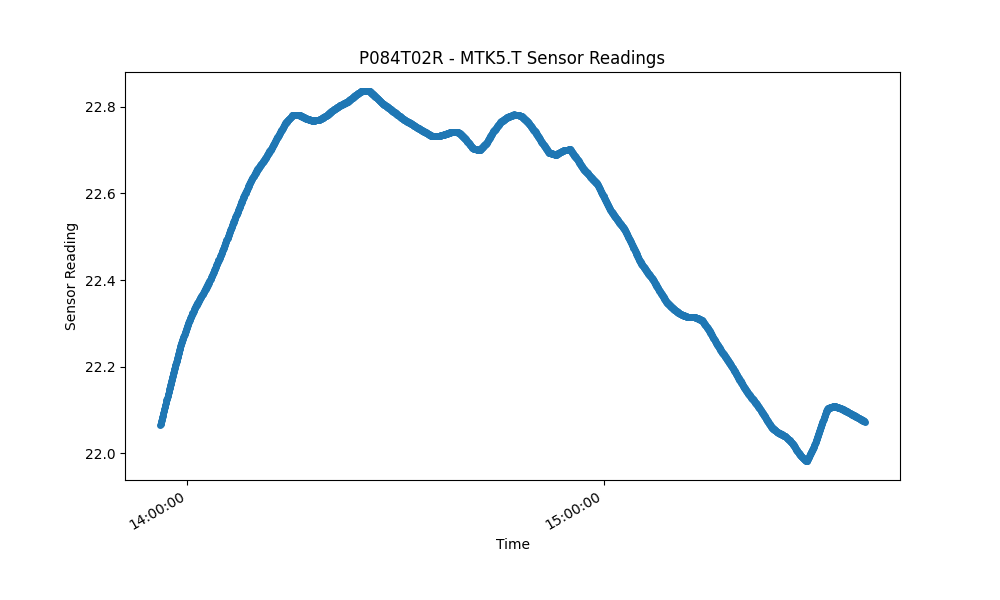 P084T02R - MTK5.T Sensor Readings
22.8
22.6
22.4
22.2
22.0
Sensor Reading
14:00:00
15:00:00
Time